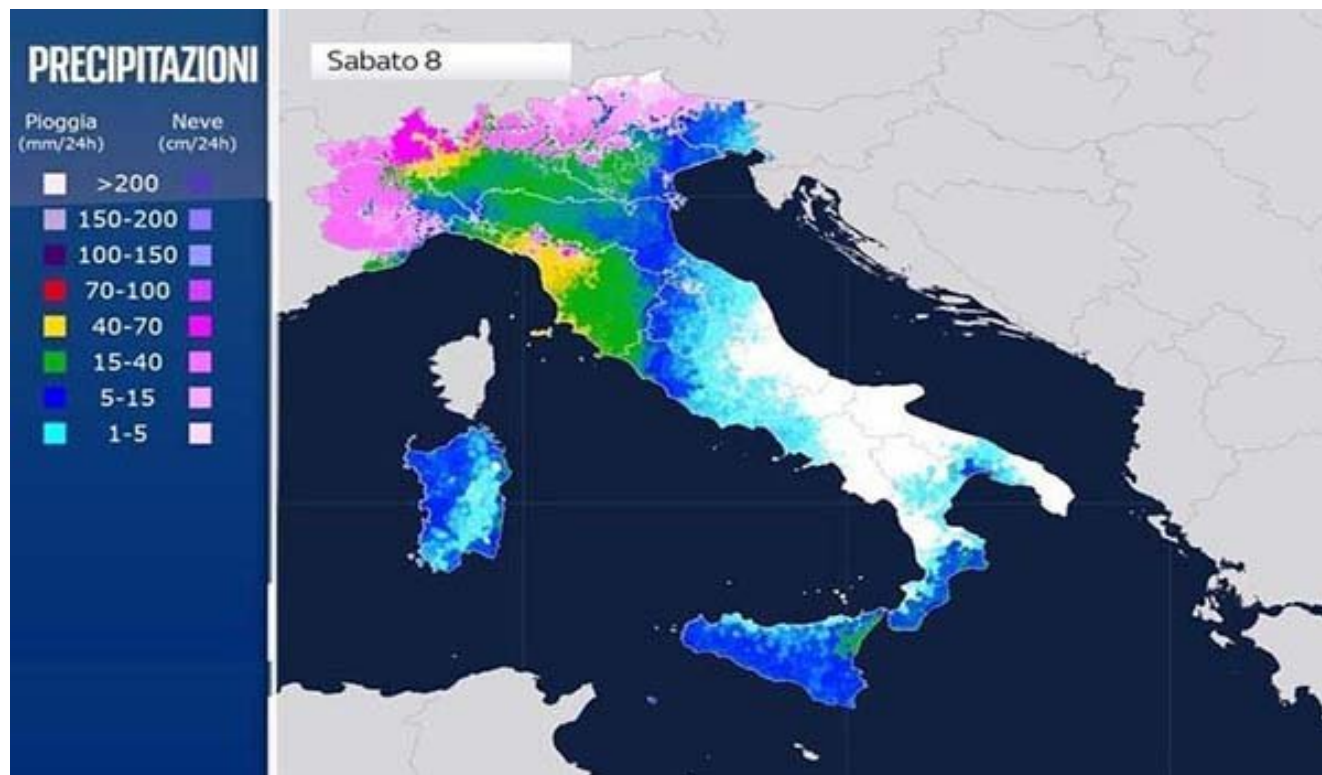 PRECIPITAZIONI
Sabato 8
Pioggia Neve
(mm/24h) (cm/24h)
>200
150-200
100-150
70-100
40-70
15-40
5-15
1-5